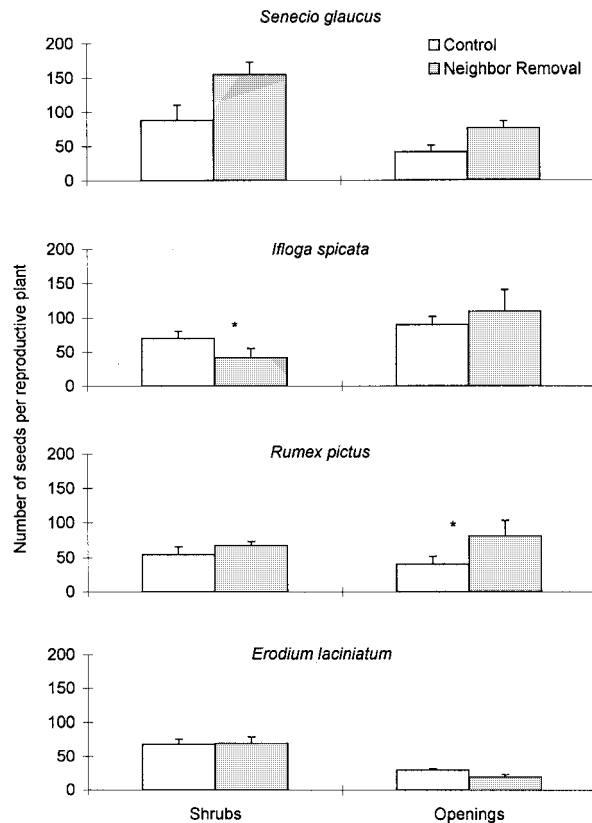 Senecio glaucus
Number of seeds per reproductive plant
200
150
100
50
0
Control
Neighbor Removal
Ifloga spicata
200
150
100
50
0
*
Rumex pictus
200
150
100
50
0
*
Erodium laciniatum
200
150
100
50
0
Shrubs
Openings